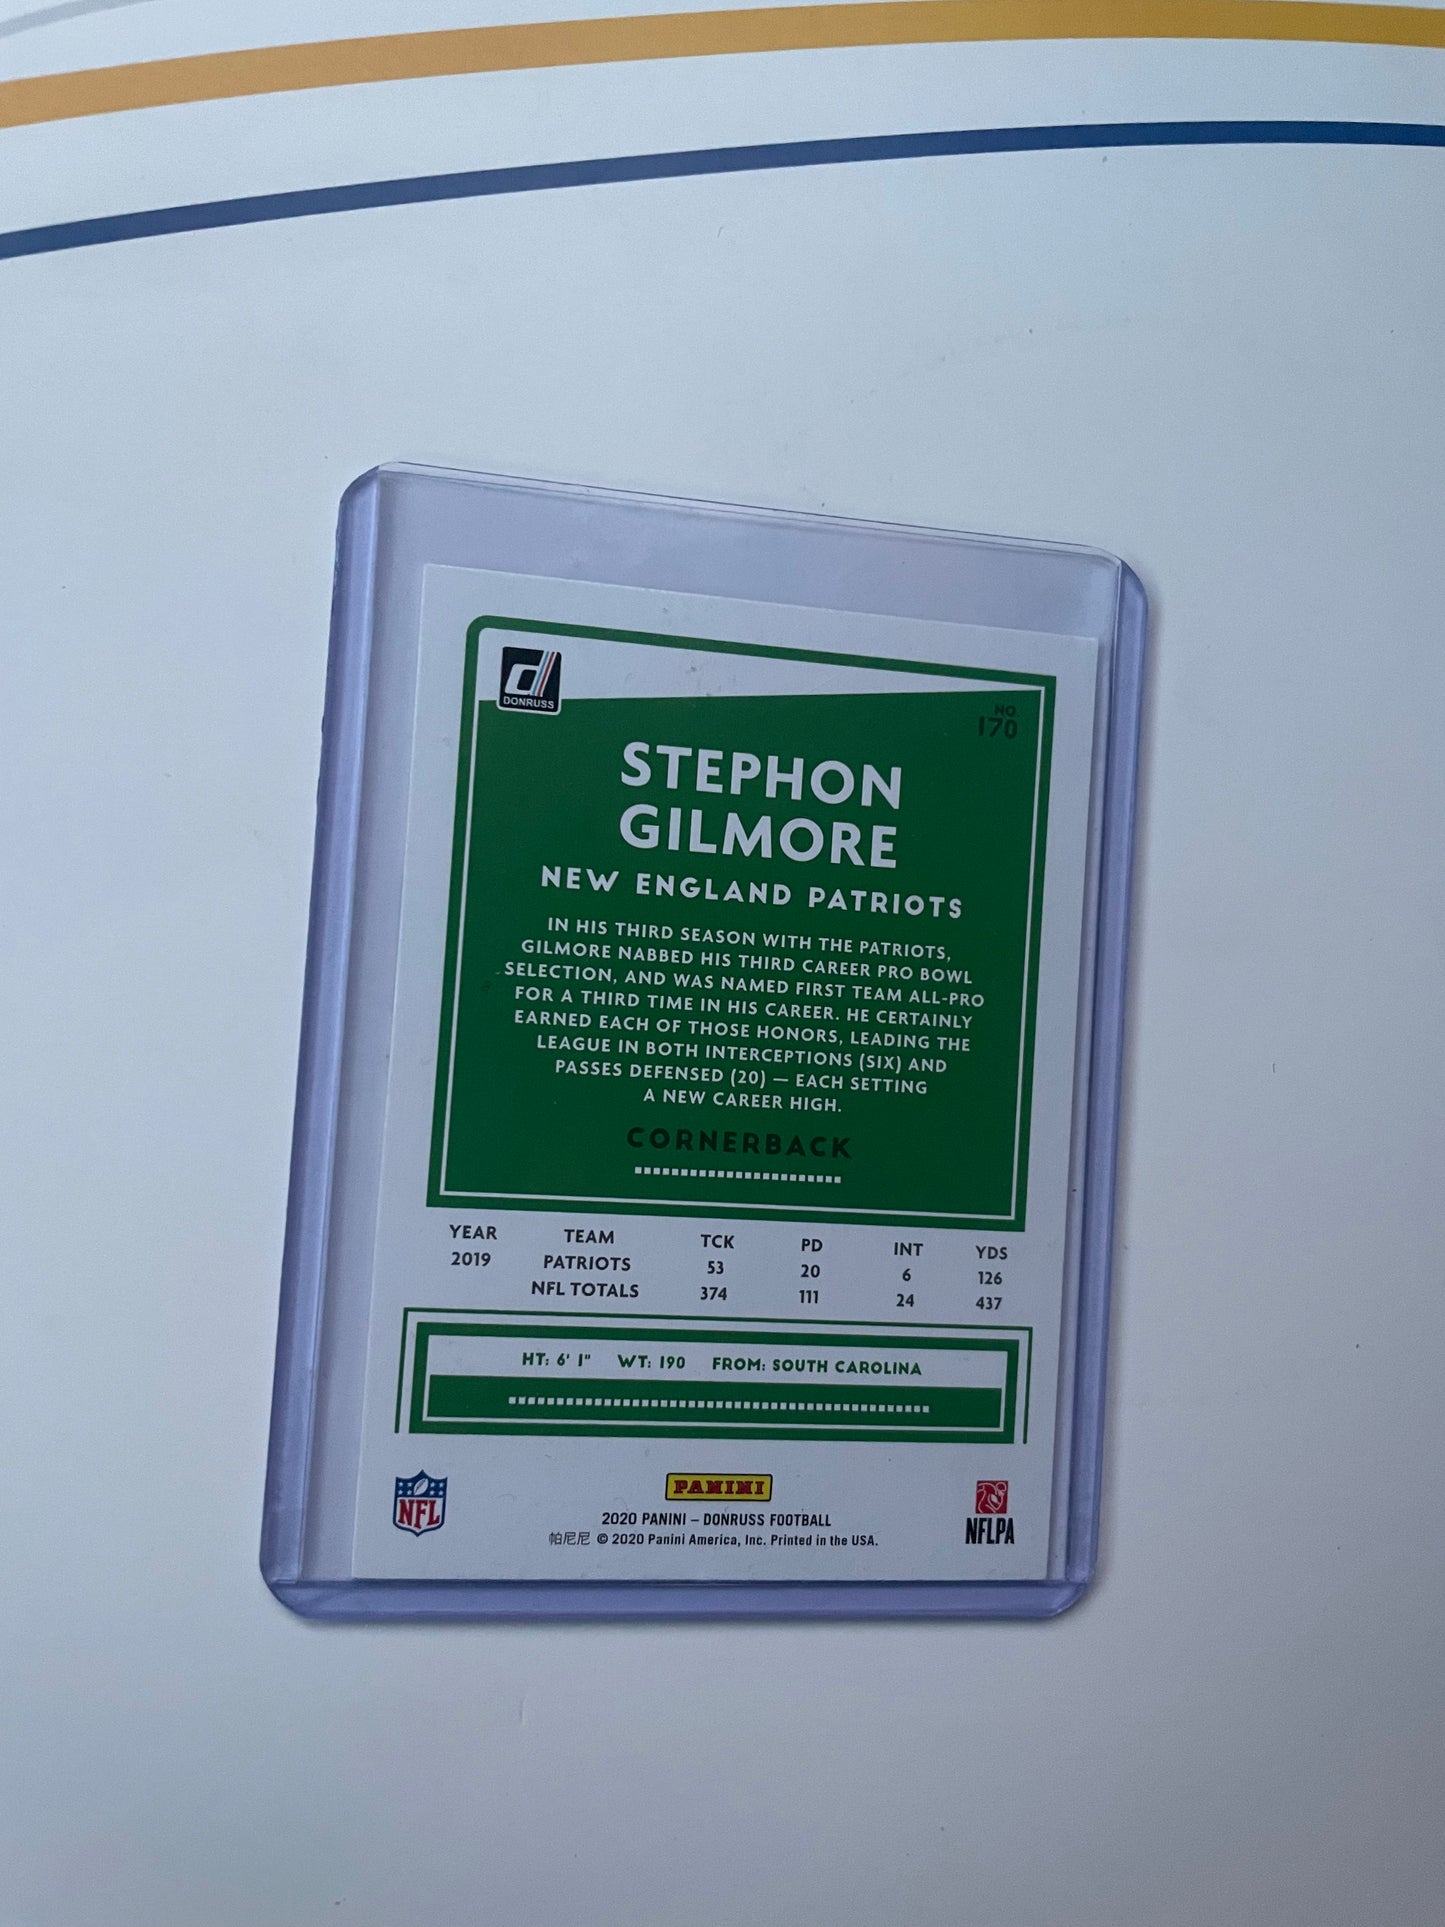 DONRUSS
NO.
170
STEPHON
GILMORE
NEW ENGLAND PATRIOTS
IN HIS THIRD SEASON WITH THE PATRIOTS,
GILMORE NABBED HIS THIRD CAREER PRO BOWL
SELECTION, AND WAS NAMED FIRST TEAM ALL-PRO
FOR A THIRD TIME IN HIS CAREER. HE CERTAINLY
EARNED EACH OF THOSE HONORS, LEADING THE
LEAGUE IN BOTH INTERCEPTIONS (SIX) AND
PASSES DEFENSED (20) — EACH SETTING
A NEW CAREER HIGH.
CORNERBACK
YEAR TEAM TCK PD INT YDS
2019 PATRIOTS 53 20 6 126
NFL TOTALS 374 111 24 437
HT: 6' 1" WT: 190 FROM: SOUTH CAROLINA
NFL
PANINI
NFLPA
2020 PANINI – DONRUSS FOOTBALL
帕尼尼 © 2020 Panini America, Inc. Printed in the USA.